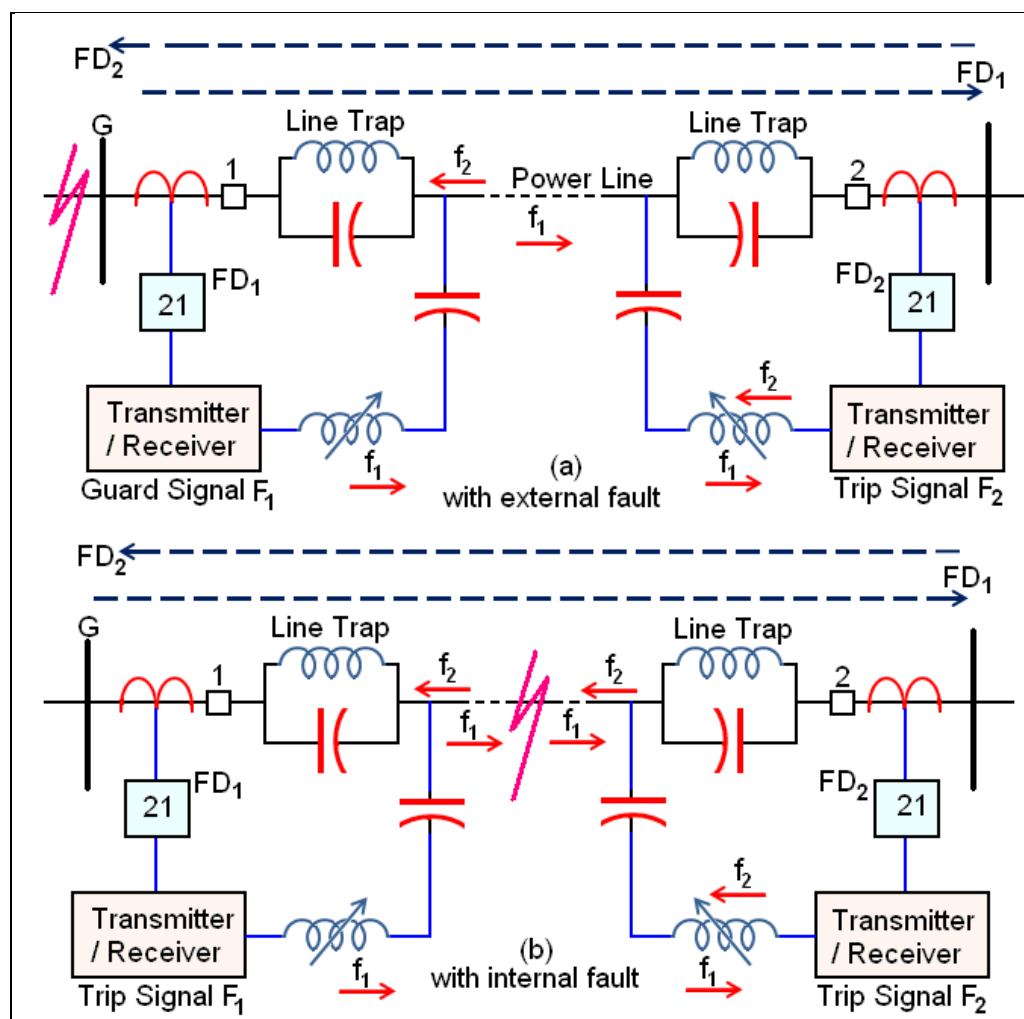 FD2
FD1
G
Line Trap
Line Trap
1
f2
Power Line
2
f1
FD1
FD2
21
21
f2
Transmitter
/ Receiver
Transmitter
/ Receiver
f1
(a)
f1
Guard Signal F1
with external fault
Trip Signal F2
FD2
FD1
G
Line Trap
Line Trap
1
f2
f2
2
f1
f1
FD1
FD2
21
21
f2
Transmitter
/ Receiver
Transmitter
/ Receiver
(b)
f1
with internal fault
f1
Trip Signal F1
Trip Signal F2